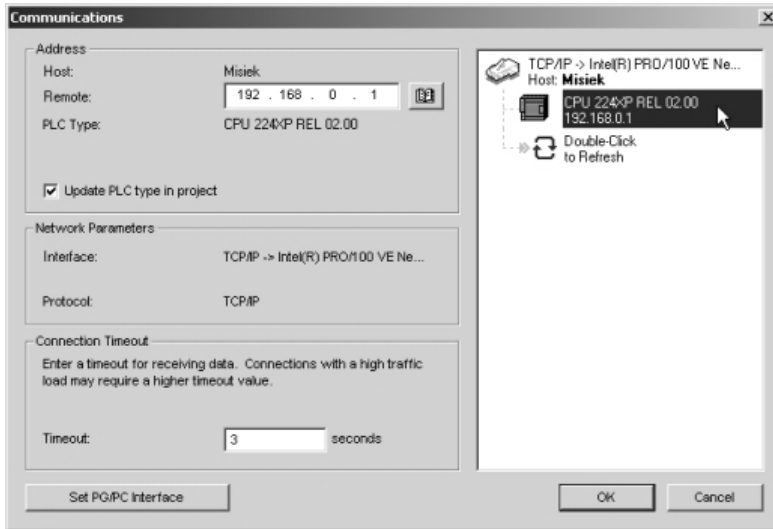 Communications
Address
Host: Misiek
Remote: 192 . 168 . 0 . 1
PLC Type: CPU 224XP REL 02.00
Update PLC type in project
Network Parameters
Interface: TCP/IP -> Intel(R) PRO/100 VE Ne...
Protocol: TCP/IP
Connection Timeout
Enter a timeout for receiving data. Connections with a high traffic
load may require a higher timeout value.
Timeout: 3 seconds
Set PG/PC Interface
TCP/IP -> Intel(R) PRO/100 VE Ne...
Host: Misiek
CPU 224XP REL 02.00
192.168.0.1
Double-Click
to Refresh
OK Cancel